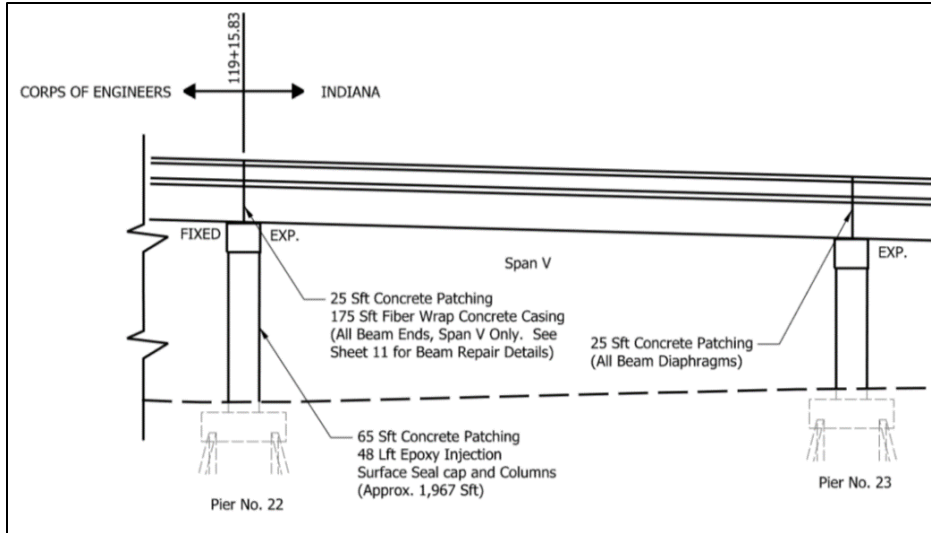 119+15.83
CORPS OF ENGINEERS
INDIANA
FIXED
EXP.
EXP.
Span V
25 Sft Concrete Patching
175 Sft Fiber Wrap Concrete Casing
(All Beam Ends, Span V Only. See
Sheet 11 for Beam Repair Details)
25 Sft Concrete Patching
(All Beam Diaphragms)
65 Sft Concrete Patching
48 Lft Epoxy Injection
Surface Seal cap and Columns
(Approx. 1,967 Sft)
Pier No. 22
Pier No. 23